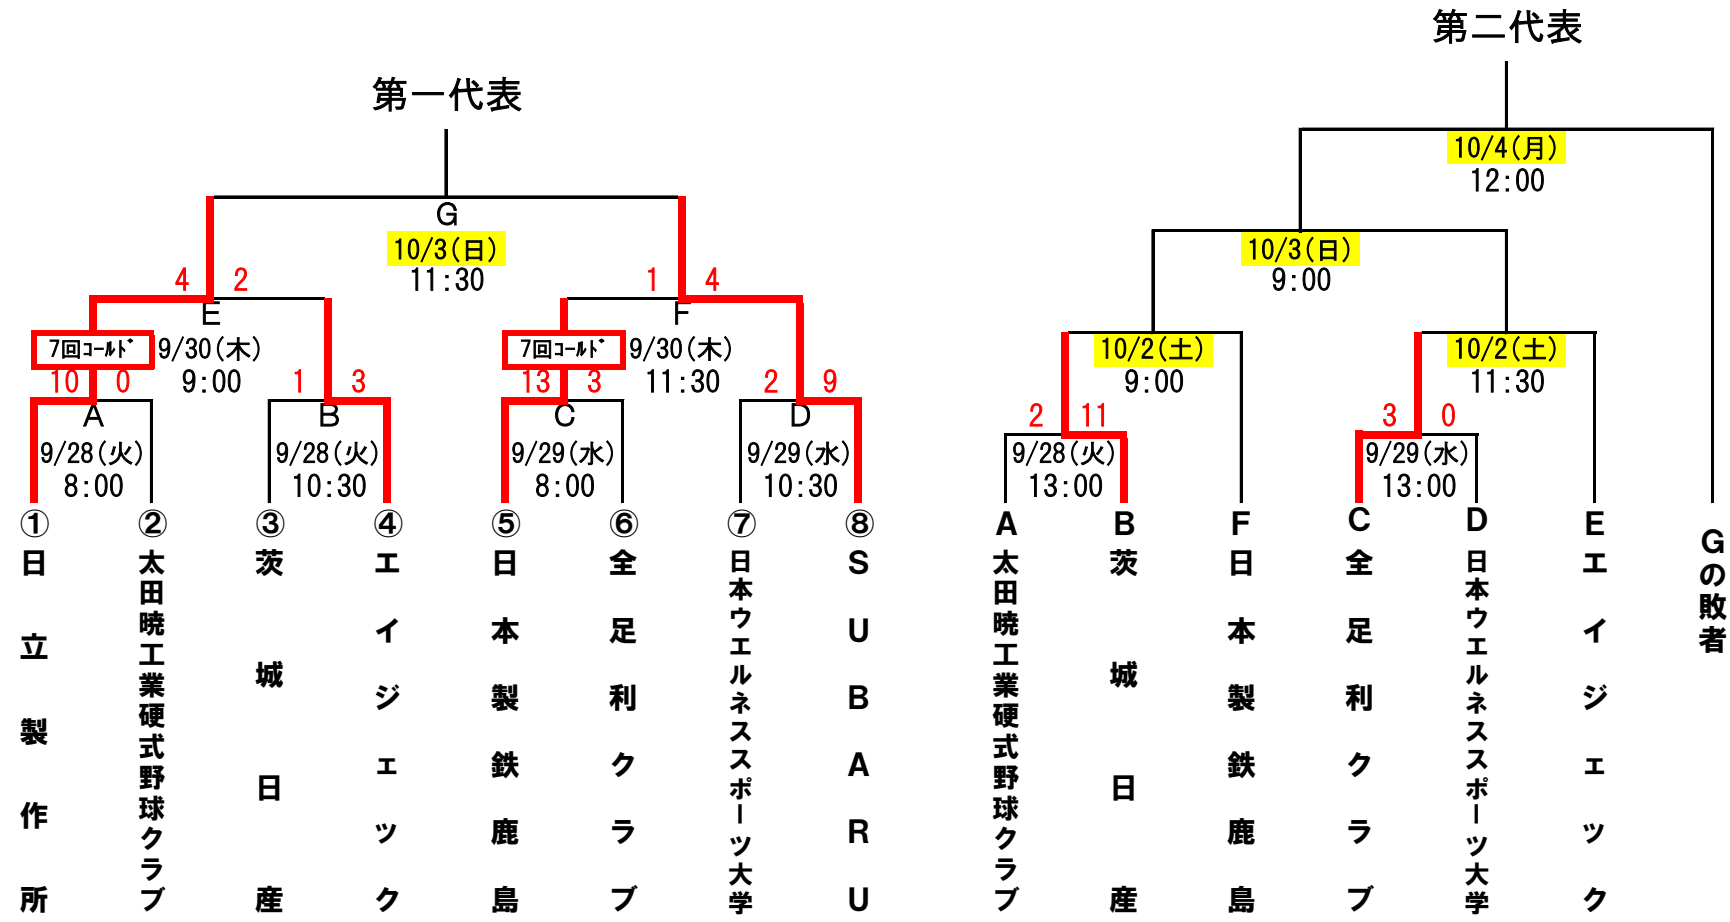 第二代表
第一代表
10/4(月)
12:00
G
10/3(日)
11:30
10/3(日)
9:00
4 2
1 4
E
F
7回ｺｰﾙﾄﾞ
9/30(木)
9:00
7回ｺｰﾙﾄﾞ
9/30(木)
11:30
10/2(土)
9:00
10/2(土)
11:30
10 0
1 3
13 3
2 9
2 11
3 0
A
B
C
D
9/28(火)
8:00
9/28(火)
10:30
9/29(水)
8:00
9/29(水)
10:30
9/28(火)
13:00
9/29(水)
13:00
①日立製作所
②太田暁工業硬式野球クラブ
③茨城日産
④エイジェック
⑤日本製鉄鹿島
⑥全足利クラブ
⑦日本ウエルネススポーツ大学
⑧SUBARU
A太田暁工業硬式野球クラブ
B茨城日産
F日本製鉄鹿島
C全足利クラブ
D日本ウエルネススポーツ大学
Eエイジェック
Gの敗者